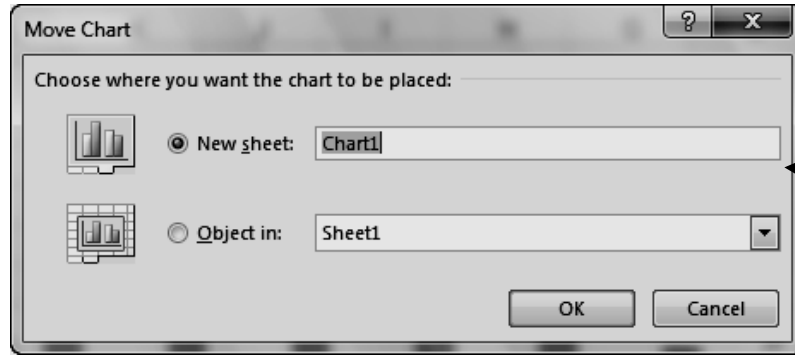 Move Chart
?
Choose where you want the chart to be placed:
New sheet: Chart1
Object in: Sheet1
OK Cancel